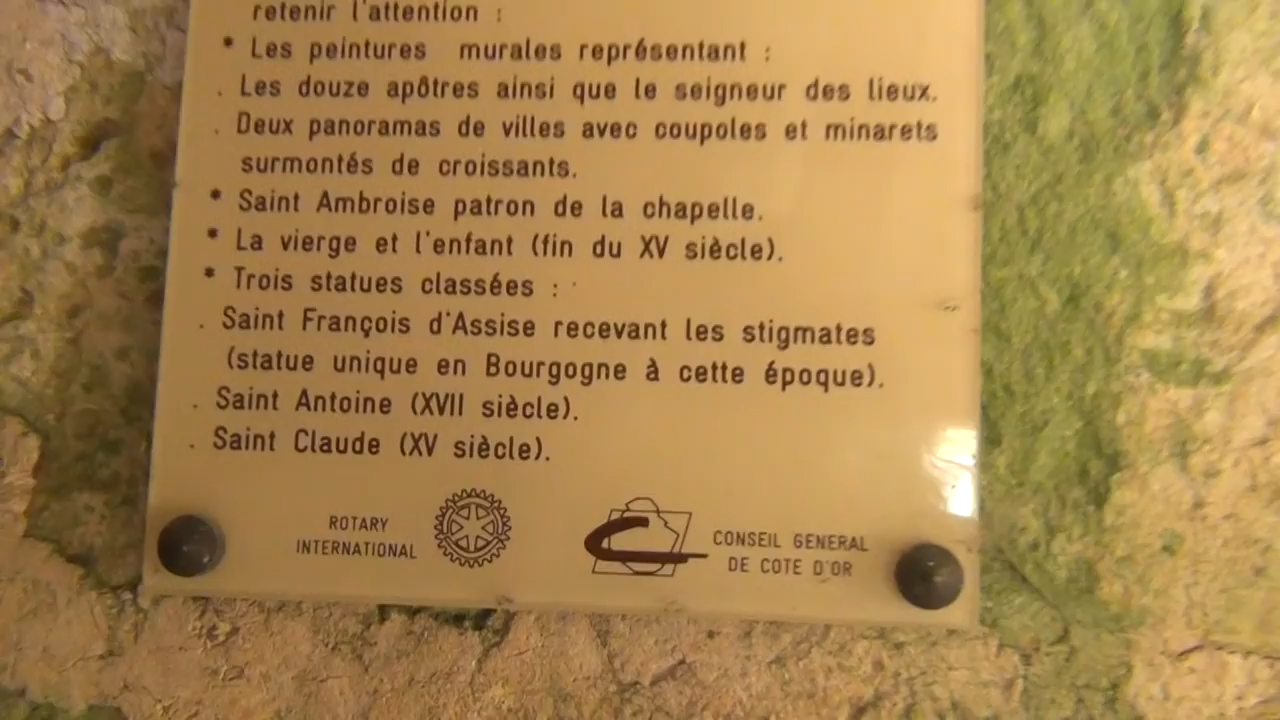 retenir l'attention :
* Les peintures murales représentant :
. Les douze apôtres ainsi que le seigneur des lieux.
. Deux panoramas de villes avec coupoles et minarets
surmontés de croissants.
* Saint Ambroise patron de la chapelle.
* La vierge et l'enfant (fin du XV siècle).
* Trois statues classées :
. Saint François d'Assise recevant les stigmates
(statue unique en Bourgogne à cette époque).
. Saint Antoine (XVII siècle).
. Saint Claude (XV siècle).
ROTARY
INTERNATIONAL
CONSEIL GENERAL
DE COTE D'OR